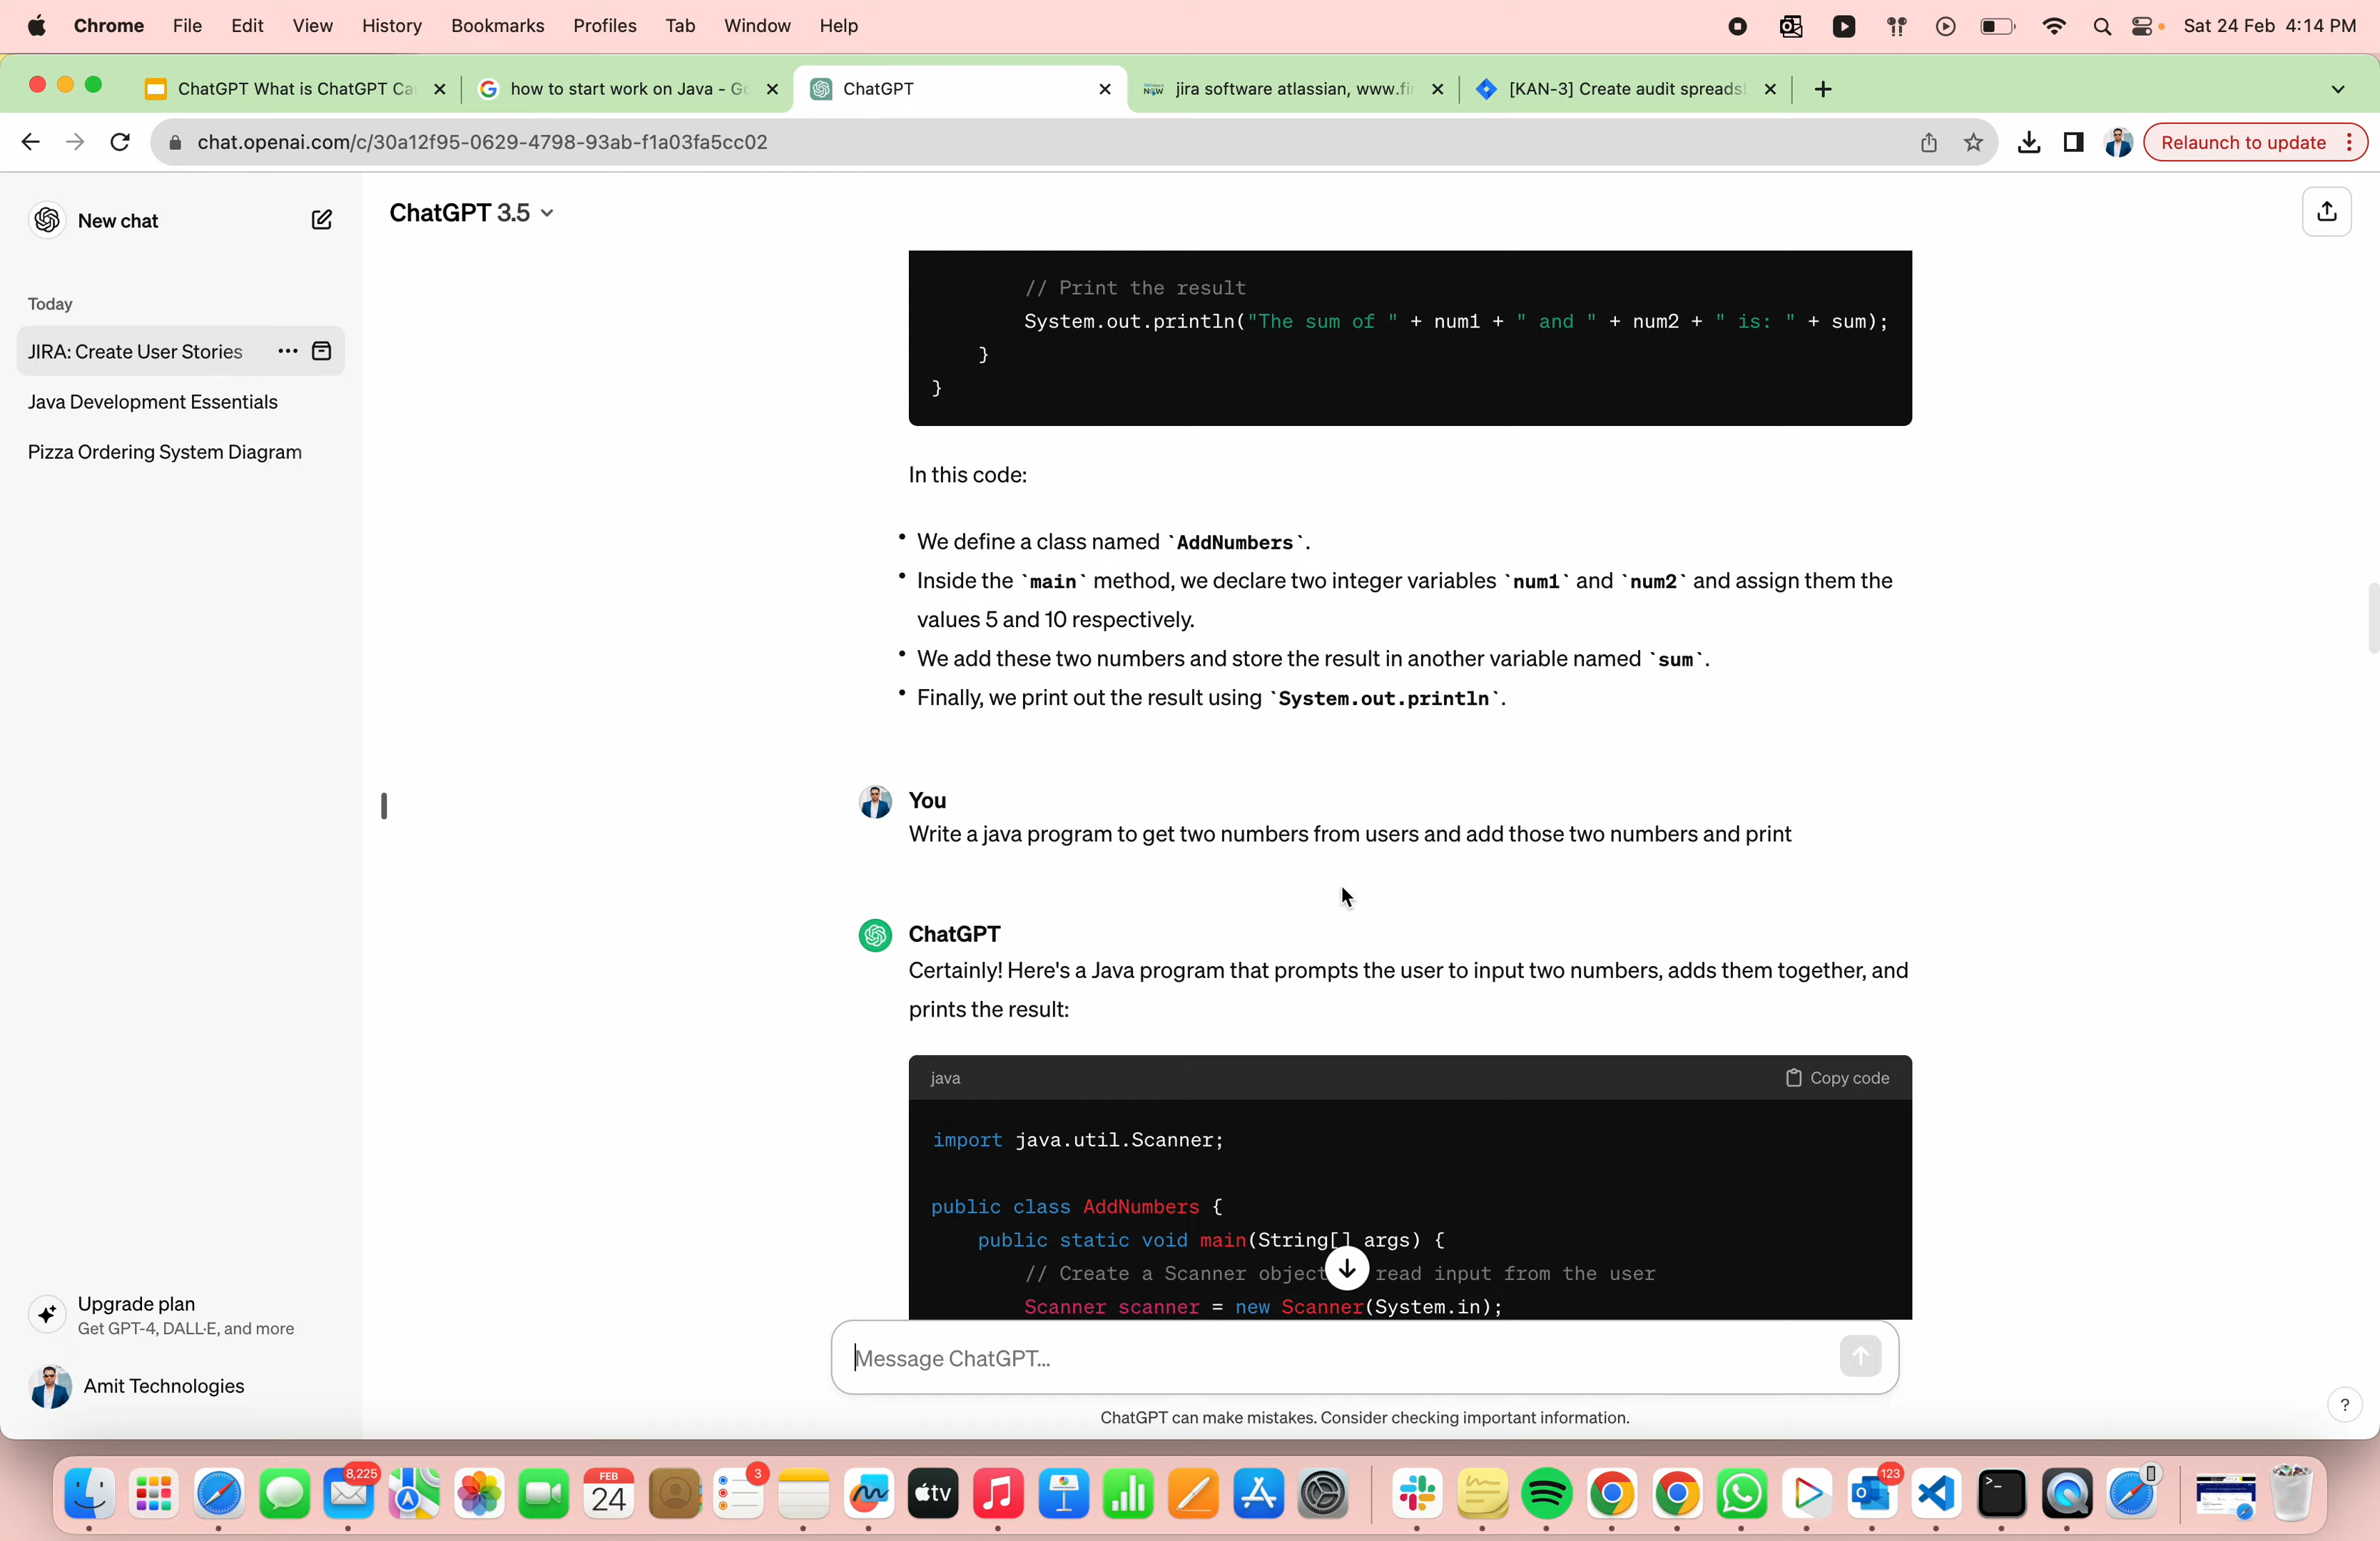 Chrome File Edit View History Bookmarks Profiles Tab Window Help Sat 24 Feb 4:14 PM
ChatGPT What is ChatGPT how to start work on Java - ChatGPT jira software atlassian, [KAN-3] Create audit
chat.openai.com/c/30a12f95-0629-4798-93ab-f1a03fa5cc02 Relaunch to update
New chat
ChatGPT 3.5
Today
JIRA: Create User Stories
Java Development Essentials
Pizza Ordering System Diagram
Upgrade plan
Get GPT-4, DALL·E, and more
Amit Technologies
// Print the result
System.out.println("The sum of " + num1 + " and " + num2 + " is: " + sum);
}
}
In this code:
• We define a class named `AddNumbers`.
• Inside the `main` method, we declare two integer variables `num1` and `num2` and assign them the
values 5 and 10 respectively.
• We add these two numbers and store the result in another variable named `sum`.
• Finally, we print out the result using `System.out.println`.
You
Write a java program to get two numbers from users and add those two numbers and print
ChatGPT
Certainly! Here's a Java program that prompts the user to input two numbers, adds them together, and
prints the result:
java Copy code
import java.util.Scanner;
public class AddNumbers {
public static void main(String[] args) {
// Create a Scanner object read input from the user
Scanner scanner = new Scanner(System.in);
Message ChatGPT...
ChatGPT can make mistakes. Consider checking important information.
?
8,225 FEB 24 3 tv 123